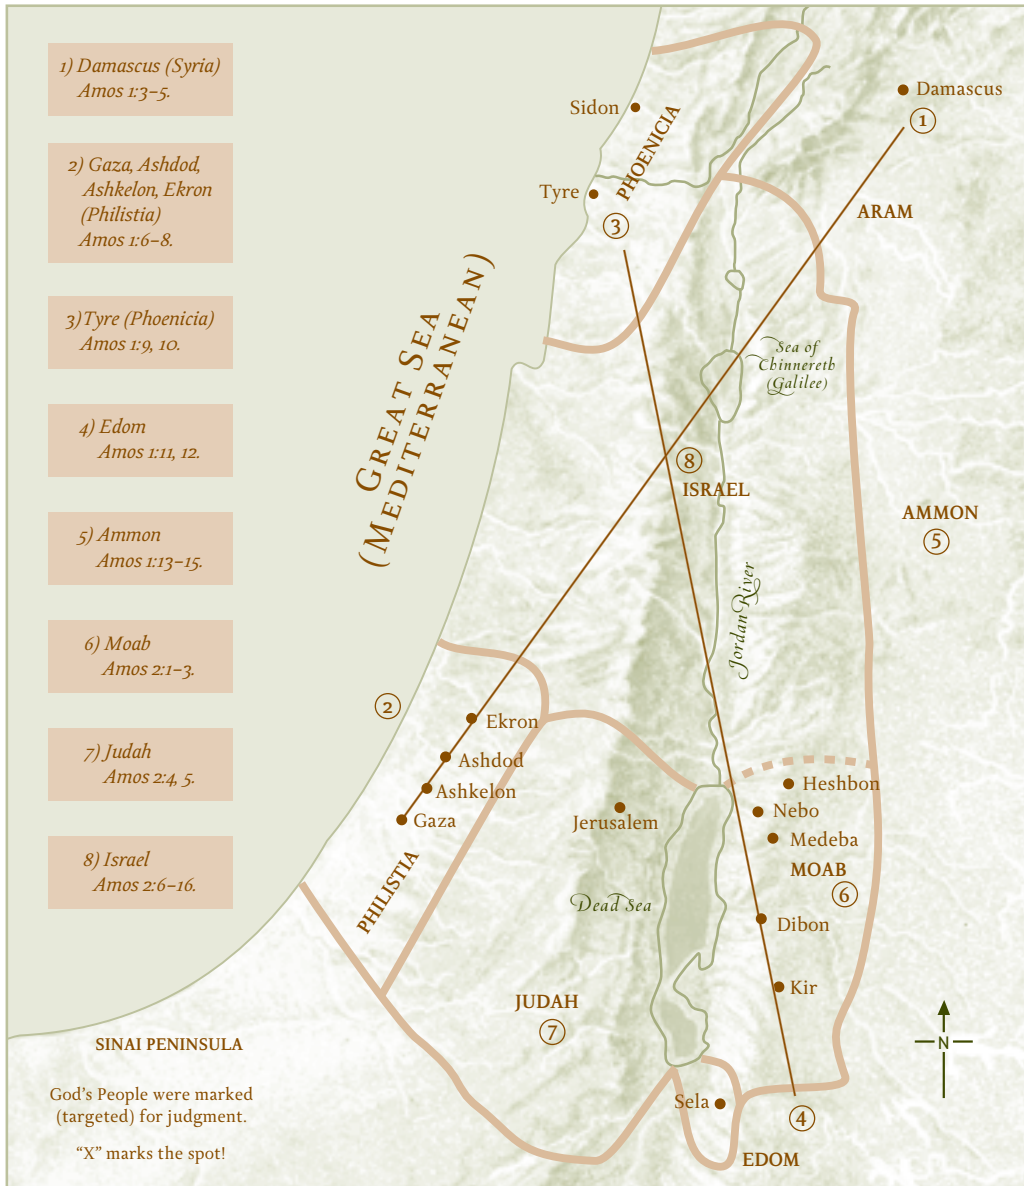 1) Damascus (Syria)
Amos 1:3–5.
2) Gaza, Ashdod,
Ashkelon, Ekron
(Philistia)
Amos 1:6–8.
3)Tyre (Phoenicia)
Amos 1:9, 10.
4) Edom
Amos 1:11, 12.
5) Ammon
Amos 1:13–15.
6) Moab
Amos 2:1–3.
7) Judah
Amos 2:4, 5.
8) Israel
Amos 2:6–16.
SINAI PENINSULA
God's People were marked
(targeted) for judgment.
“X” marks the spot!
GREAT SEA
(MEDITERRANEAN)
Sidon
PHOENICIA
Tyre
3
Damascus
1
ARAM
Sea of
Chinnereth
(Galilee)
8
ISRAEL
AMMON
5
Jordan River
2
Ekron
Ashdod
Ashkelon
Gaza
PHILISTIA
Jerusalem
Heshbon
Nebo
Medeba
MOAB
6
Dead Sea
Dibon
Kir
JUDAH
7
N
Sela
4
EDOM